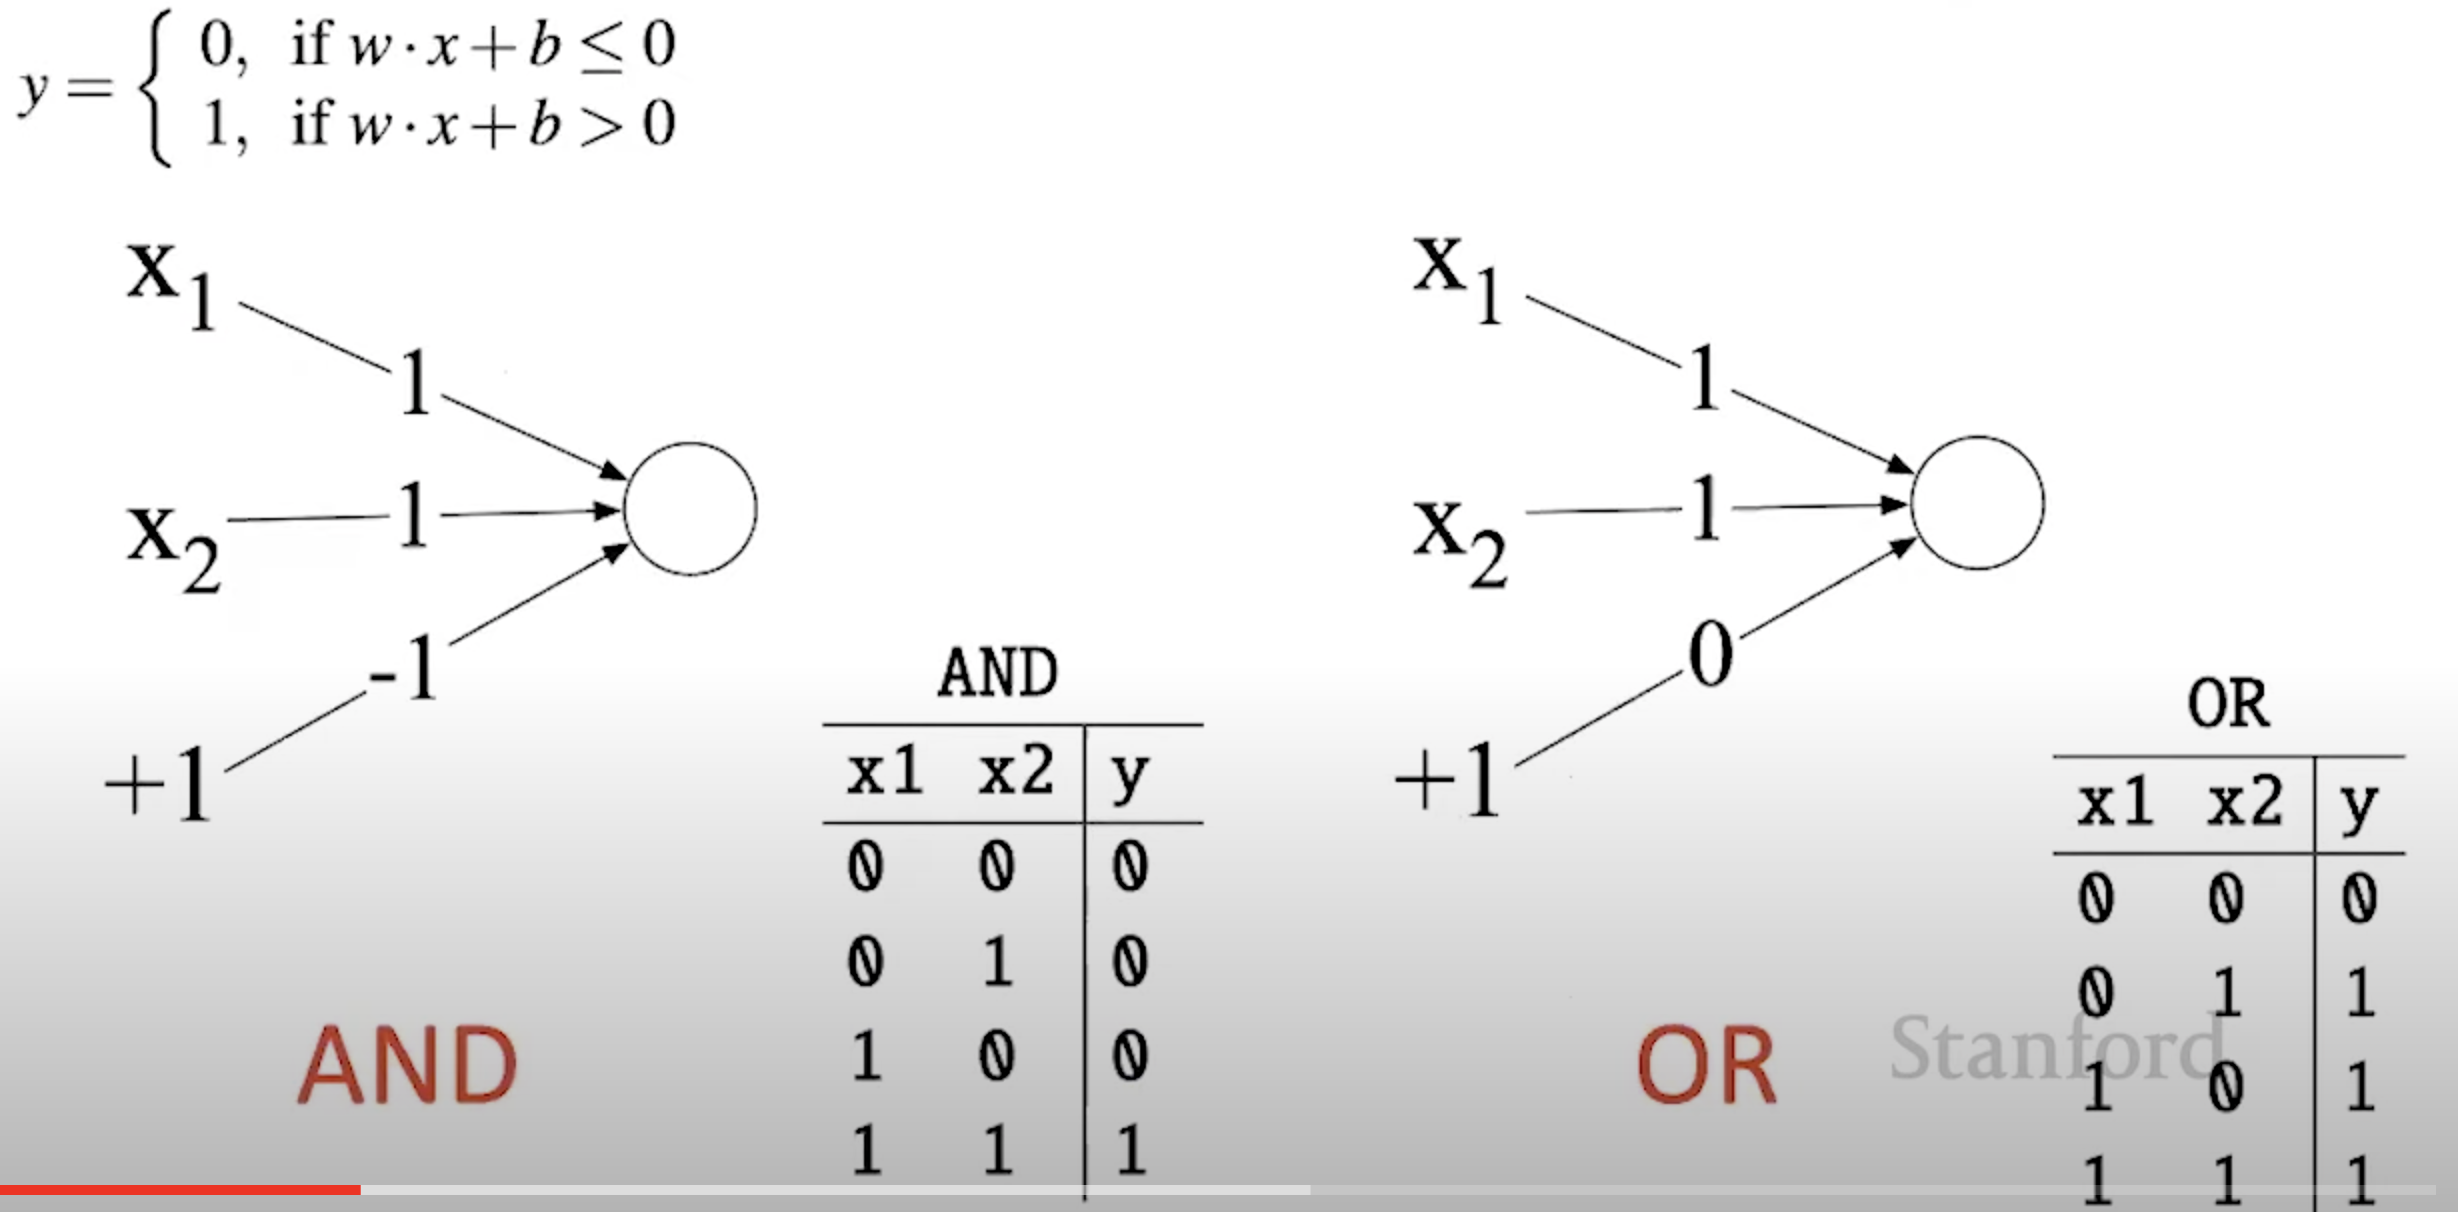 y = { 0, if w · x + b ≤ 0
1, if w · x + b > 0
x1
1
x2
1
-1
+1
AND
x1 x2 y
0 0 0
0 1 0
1 0 0
1 1 1
AND
x1
1
x2
1
0
+1
OR
x1 x2 y
0 0 0
0 1 1
1 0 1
1 1 1
OR
Stanford